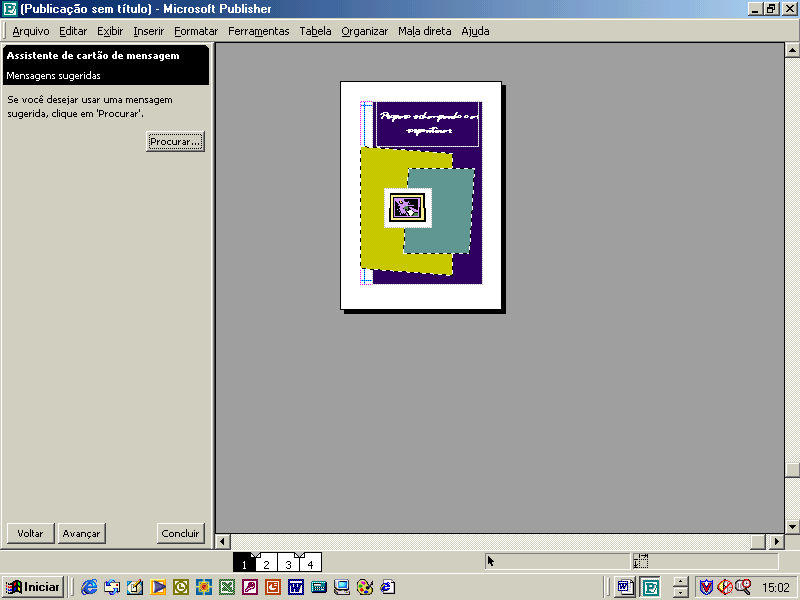 (Publicação sem título) - Microsoft Publisher
Arquivo Editar Exibir Inserir Formatar Ferramentas Tabela Organizar Mala direta Ajuda
Assistente de cartão de mensagem
Mensagens sugeridas
Se você desejar usar uma mensagem
sugerida, clique em 'Procurar'.
Procurar...
Voltar Avançar Concluir
1 2 3 4
Iniciar 15:02